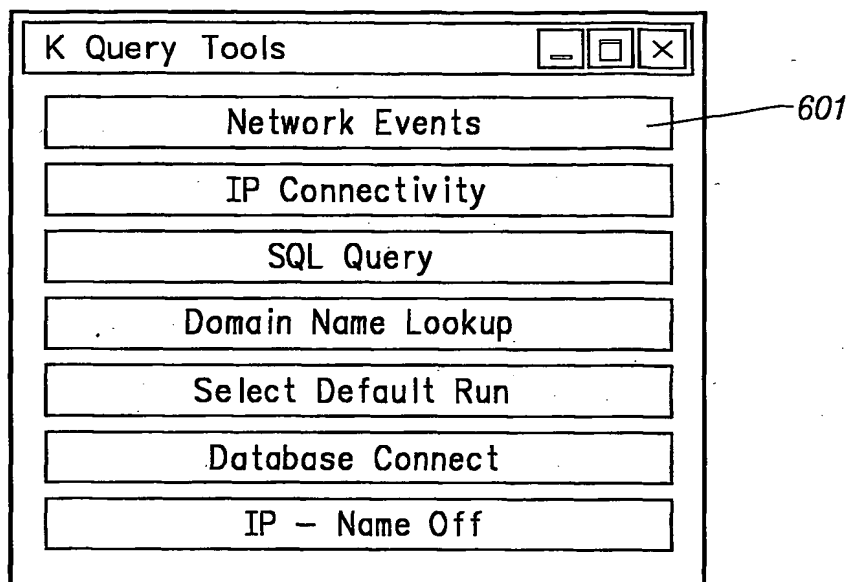 K Query Tools
Network Events
601
IP Connectivity
SQL Query
Domain Name Lookup
Select Default Run
Database Connect
IP – Name Off